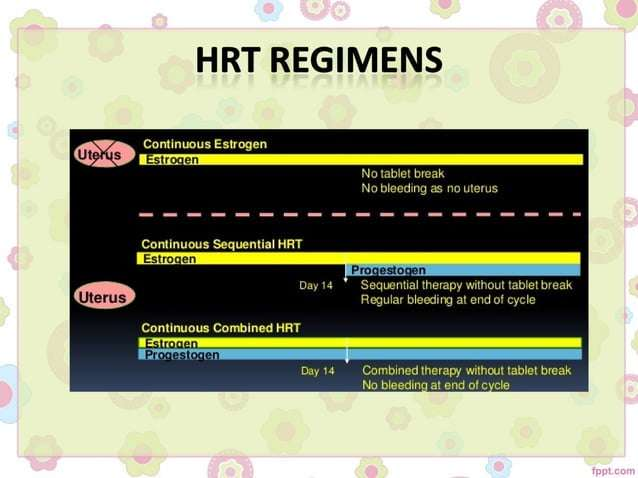 HRT REGIMENS
Uterus
Continuous Estrogen
Estrogen
No tablet break
No bleeding as no uterus
Continuous Sequential HRT
Estrogen
Progestogen
Day 14
Sequential therapy without tablet break
Regular bleeding at end of cycle
Uterus
Continuous Combined HRT
Estrogen
Progestogen
Day 14
Combined therapy without tablet break
No bleeding at end of cycle
fppt.com